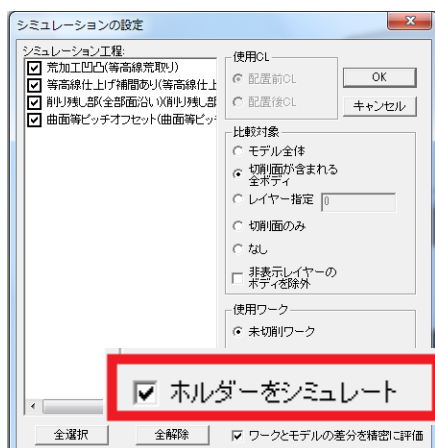 シミュレーションの設定
シミュレーション工程:
荒加工凹凸(等高線荒取り)
等高線仕上げ補間あり(等高線仕上
削り残し部(全部面沿い)(削り残し部
曲面等ピッチオフセット(曲面等ピッ
使用CL
配置前CL
配置後CL
OK
キャンセル
比較対象
モデル全体
切削面が含まれる
全ボディ
レイヤー指定 0
切削面のみ
なし
非表示レイヤーの
ボディを除外
使用ワーク
未切削ワーク
ホルダーをシミュレート
全選択
全解除
ワークとモデルの差分を精密に評価